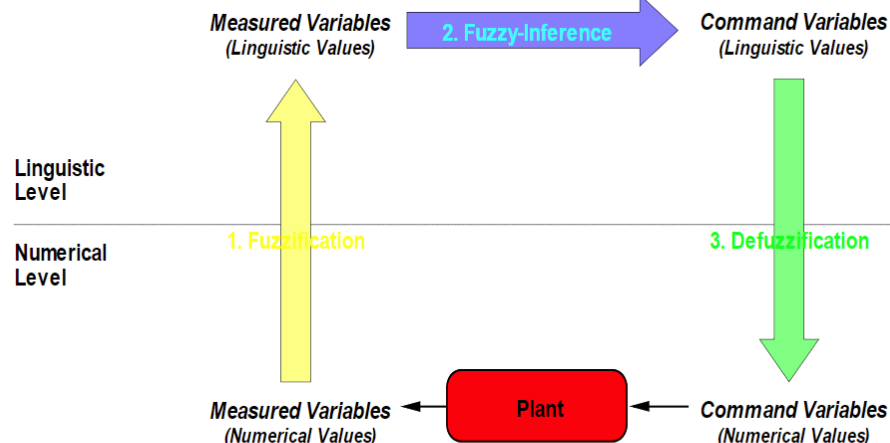 Measured Variables
(Linguistic Values)
2. Fuzzy-Inference
Command Variables
(Linguistic Values)
Linguistic
Level
1. Fuzzification
3. Defuzzification
Numerical
Level
Measured Variables
(Numerical Values)
Plant
Command Variables
(Numerical Values)